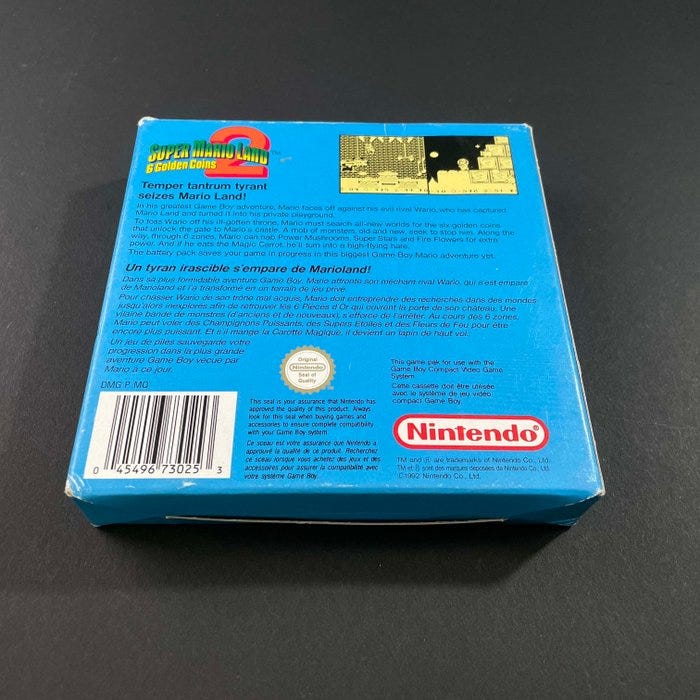 SUPER MARIO LAND 2™
6 Golden Coins
Temper tantrum tyrant
seizes Mario Land!
In his greatest Game Boy adventure, Mario faces off against his evil rival Wario, who has captured
Mario Land and turned it into his private playground.
To toss Wario off his ill-gotten throne, Mario must search all-new worlds for the six golden coins
that unlock the gate to Mario's castle. A mob of monsters, old and new, seek to stop him. Along the
way, through 6 zones, Mario can nab Power Mushrooms, Super Stars and Fire Flowers for extra
power. And if he eats the Magic Carrot, he'll turn into a high-flying hare.
The battery pack saves your game in progress in this biggest Game Boy Mario adventure yet.
Un tyran irascible s'empare de Marioland!
Dans sa plus formidable aventure Game Boy, Mario affronte son méchant rival Wario, qui s'est emparé
de Marioland et l'a transformé en un terrain de jeu privé.
Pour chasser Wario de son trône mal acquis, Mario doit entreprendre des recherches dans des mondes
jusqu'alors inexplorés afin de retrouver les 6 Pièces d'Or qui ouvriront la porte de son château. Une
vilaine bande de monstres (d'anciens et de nouveaux), s'efforce de l'arrêter. Au cours des 6 zones,
Mario peut voler des Champignons Puissants, des Supers Etoiles et des Fleurs de Feu pour être
encore plus puissant. Et s'il mange la Carotte Magique, il devient un lapin de haut vol.
Un jeu de piles sauvegarde votre
progression dans la plus grande
aventure Game Boy vécue par
Mario à ce jour.
DMG P MQ
0 45496 73025 3
Original
Nintendo
Seal of
Quality
This seal is your assurance that Nintendo has
approved the quality of this product. Always
look for this seal when buying games and
accessories to ensure complete compatibility
with your Game Boy system.
Ce sceau est votre assurance que Nintendo a
approuvé la qualité de ce produit. Recherchez
ce sceau lorsque vous achetez des jeux et des
accessoires pour assurer la compatibilité avec
votre système Game Boy.
This game pak for use with the
Game Boy Compact Video Game
System.
Cette cassette doit être utilisée
avec le système de jeu vidéo
compact Game Boy.
Nintendo®
TM and ® are trademarks of Nintendo Co., Ltd.
TM et ® sont des marques déposées de Nintendo Co., Ltd.
©1992 Nintendo Co., Ltd.